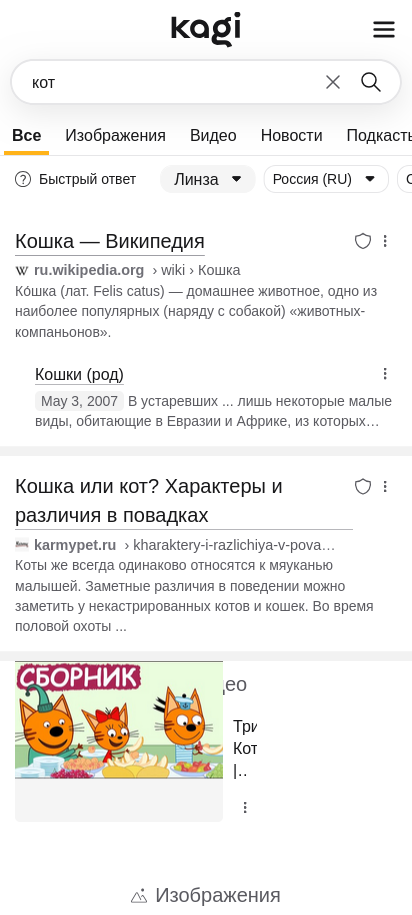 kagi
кот
Все Изображения Видео Новости Подкасты
Быстрый ответ Линза Россия (RU)
Кошка — Википедия
ru.wikipedia.org › wiki › Кошка
Ко́шка (лат. Felis catus) — домашнее животное, одно из
наиболее популярных (наряду с собакой) «животных-
компаньонов».
Кошки (род)
May 3, 2007 В устаревших ... лишь некоторые малые
виды, обитающие в Евразии и Африке, из которых…
Кошка или кот? Характеры и
различия в повадках
karmypet.ru › kharaktery-i-razlichiya-v-pova…
Коты же всегда одинаково относятся к мяуканью
малышей. Заметные различия в поведении можно
заметить у некастрированных котов и кошек. Во время
половой охоты ...
СБОРНИК
део
Три
Кот
|..
Изображения